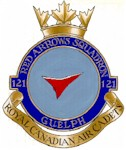 RED ARROWS SQUADRON
121 121
GUELPH
ROYAL CANADIAN AIR CADETS